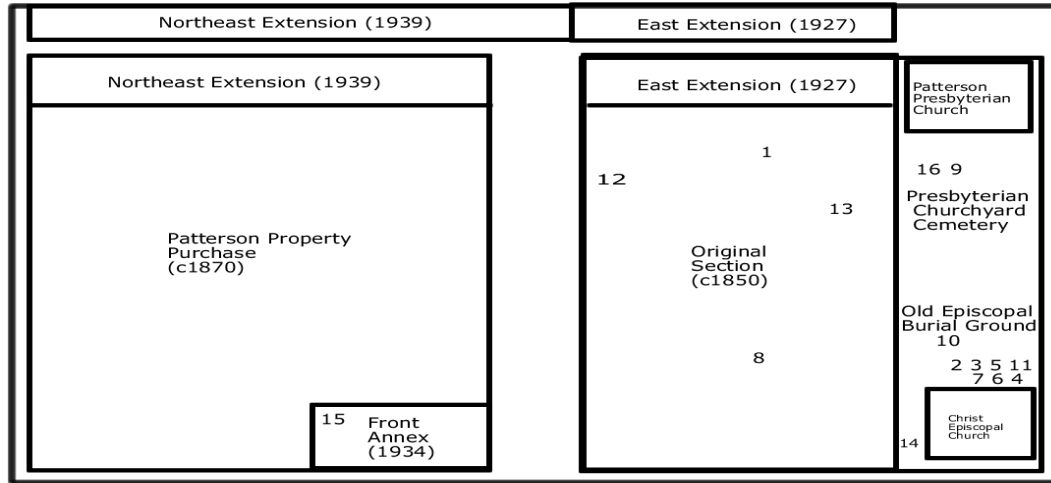 Northeast Extension (1939)
East Extension (1927)
Northeast Extension (1939)
East Extension (1927)
Patterson
Presbyterian
Church
1
12
13
16 9
Presbyterian
Churchyard
Cemetery
Patterson Property
Purchase
(c1870)
Original
Section
(c1850)
Old Episcopal
Burial Ground
10
8
2 3 5 11
7 6 4
15
Front
Annex
(1934)
Christ
Episcopal
Church
14